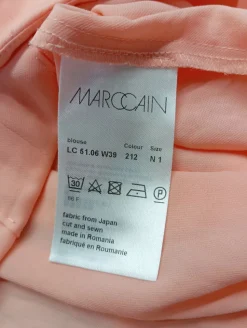 MARCCAIN
blouse Colour Size
LC 51.06 W39 212 N 1
30 P
fabric from Japan
cut and sewn
made in Romania
fabriqué en Roumanie